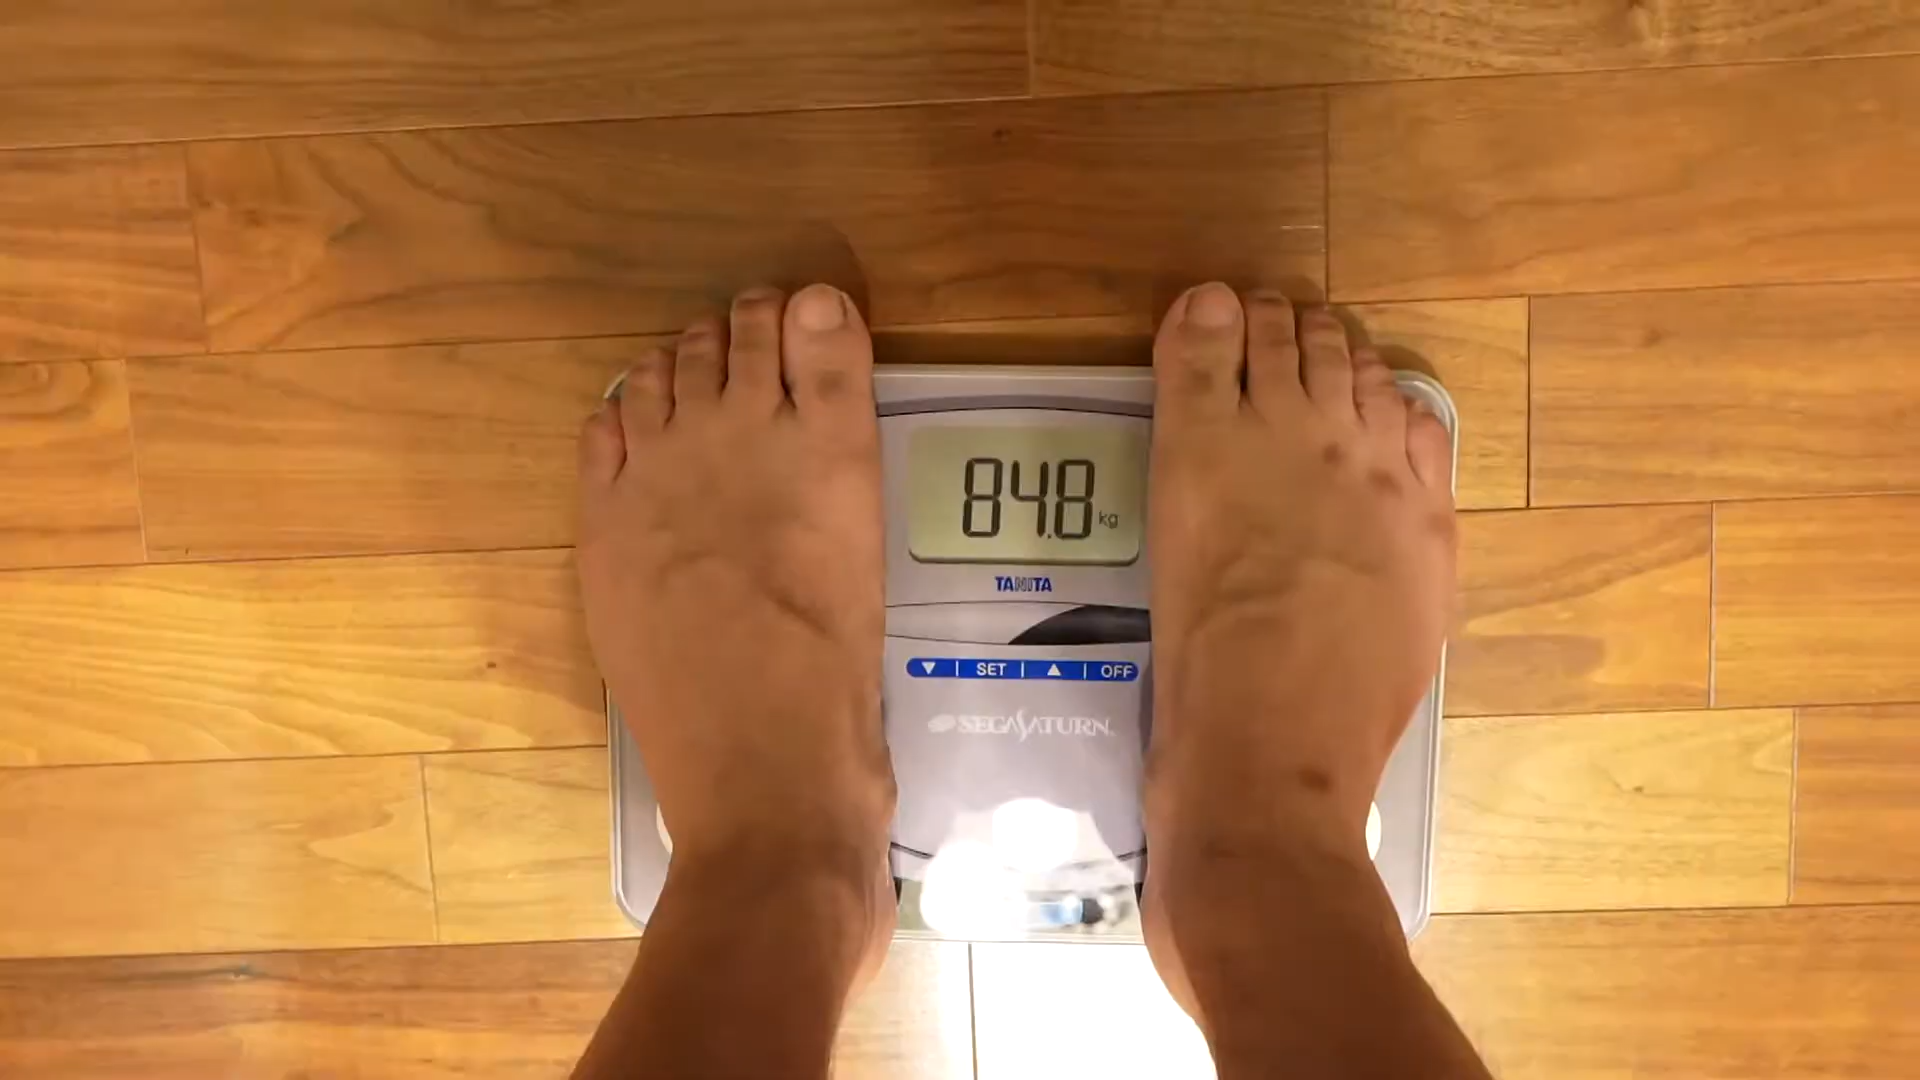 84.8 kg
TANITA
▼ | SET | ▲ | OFF
SEGA SATURN